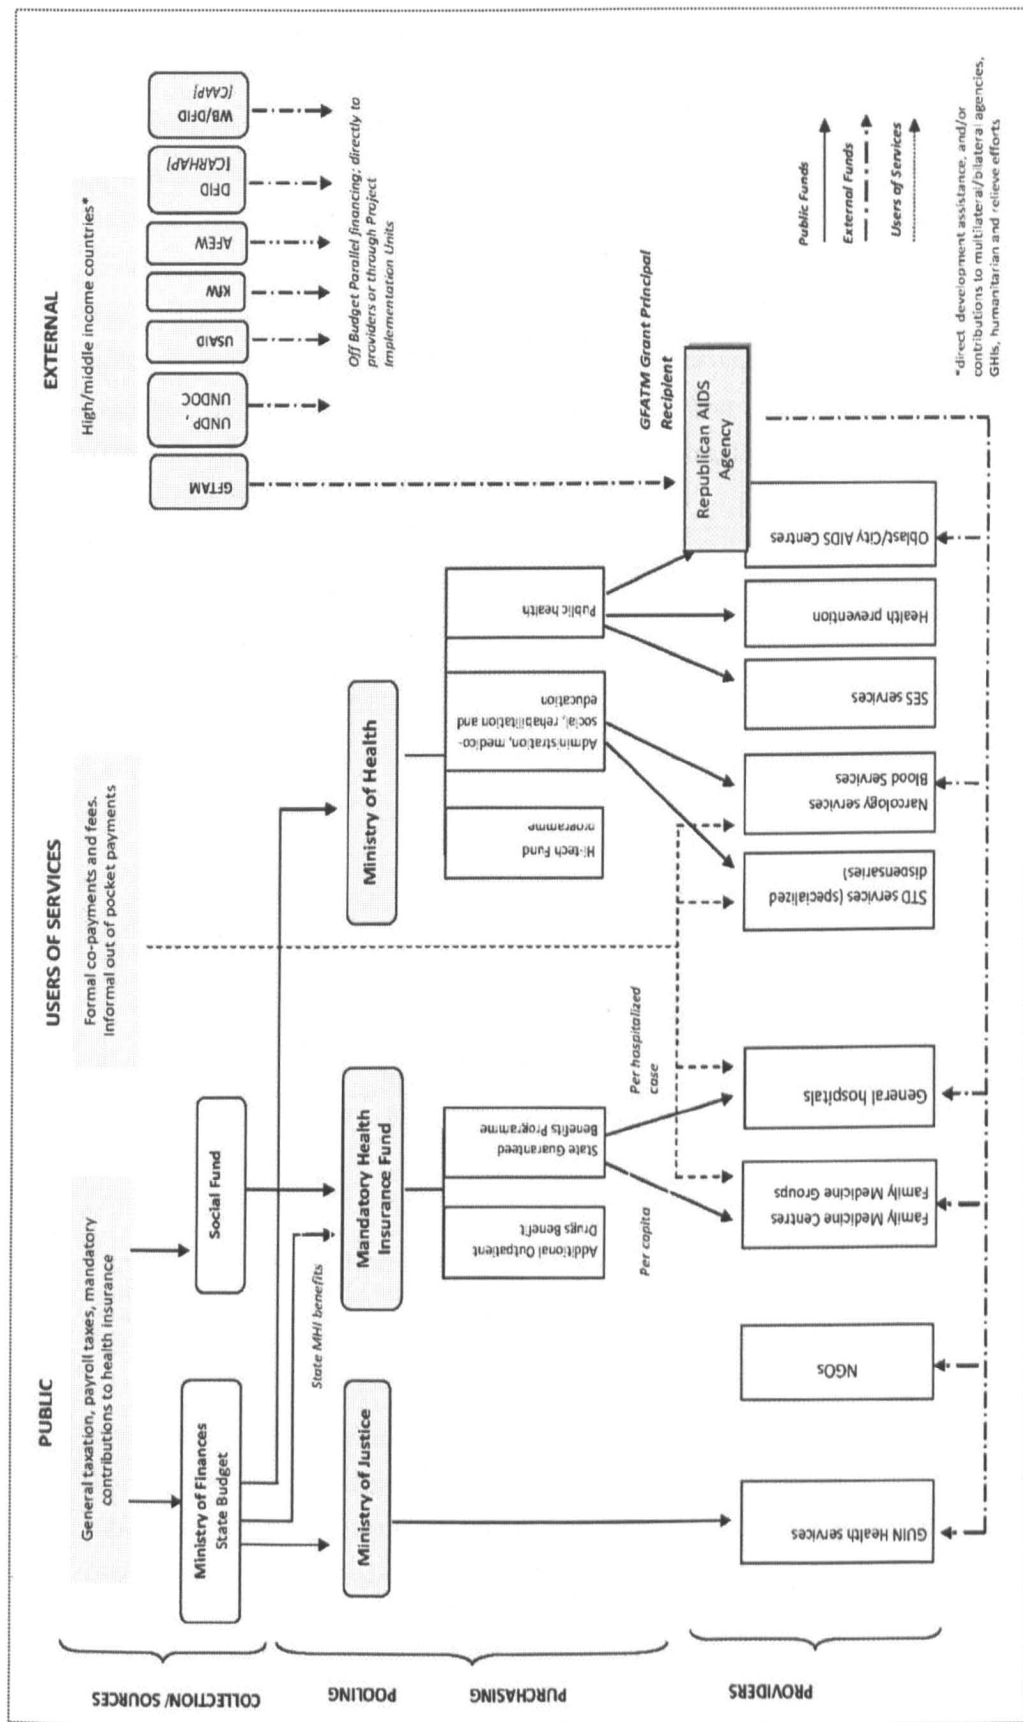 PUBLIC
USERS OF SERVICES
EXTERNAL
General taxation, payroll taxes, mandatory
contributions to health insurance
Formal co-payments and fees.
Informal out of pocket payments
High/middle income countries*
COLLECTION/SOURCES
Ministry of Finances
State Budget
Social Fund
GFTAM
UNDP,
UNDOC
USAID
KfW
AFEW
DFID
[CARHAP]
WB/DFID
[CAAP]
Off Budget Parallel financing; directly to
providers or through Project
Implementation Units
State MHI benefits
POOLING
Ministry of Justice
Mandatory Health
Insurance Fund
Ministry of Health
PURCHASING
Additional Outpatient
Drugs Benefit
State Guaranteed
Benefits Programme
Hi-tech Fund
programme
Administration, medico-
social, rehabilitation and
education
Public health
Per capita
Per hospitalized
case
GFATM Grant Principal
Recipient
Republican AIDS
Agency
PROVIDERS
GUIN Health services
NGOs
Family Medicine Centres
Family Medicine Groups
General hospitals
STD services (specialized
dispensaries)
Narcology services
Blood Services
SES services
Health prevention
Oblast/City AIDS Centres
Public Funds
External Funds
Users of Services
*direct development assistance, and/or
contributions to multilateral/bilateral agencies,
GHIs, humanitarian and relieve efforts